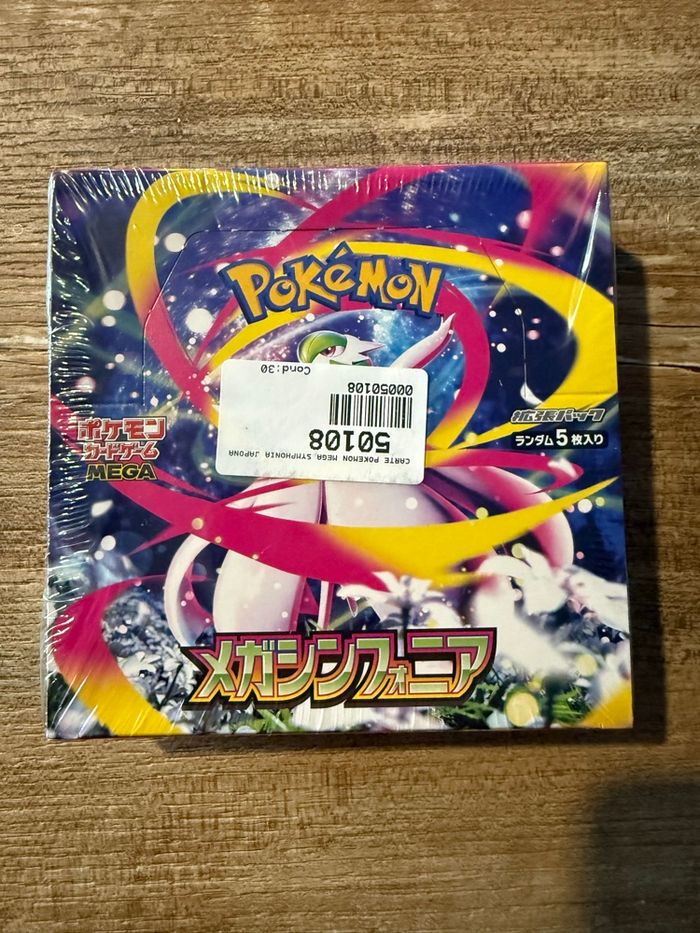 POKéMON
CARTE POKEMON MEGA SYMPHONIA JAPONA
50108
00050108
Cond:30
ポケモン
カードゲーム
MEGA
拡張パック
ランダム5枚入り
メガシンフォニア